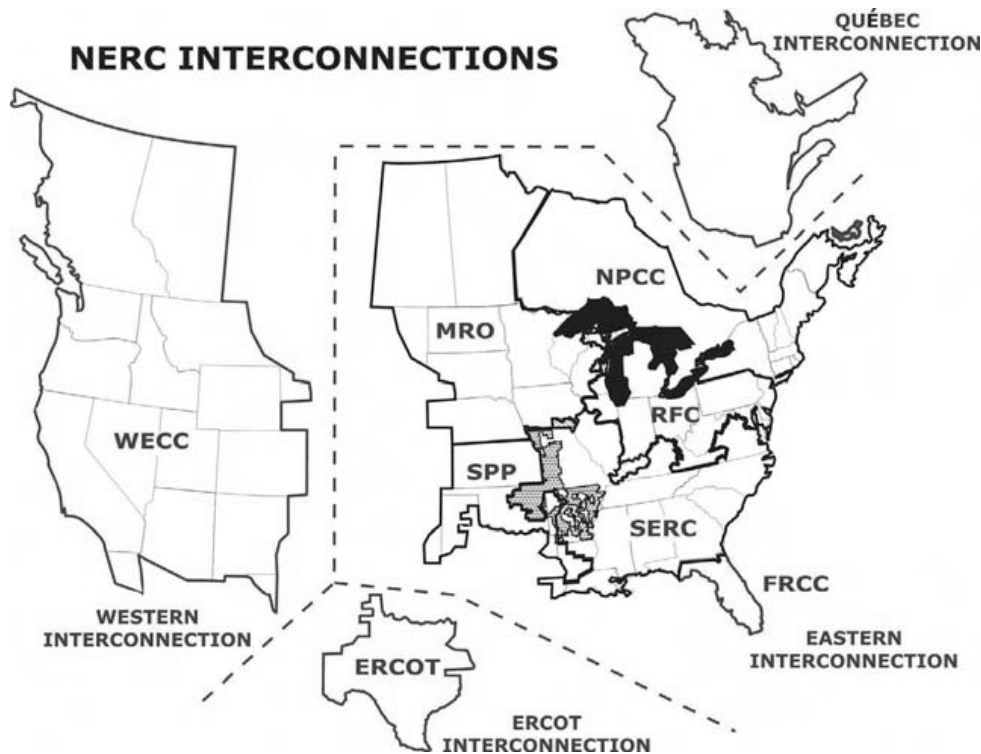 QUÉBEC
INTERCONNECTION
NERC INTERCONNECTIONS
NPCC
MRO
RFC
WECC
SPP
SERC
FRCC
WESTERN
INTERCONNECTION
EASTERN
INTERCONNECTION
ERCOT
ERCOT
INTERCONNECTION